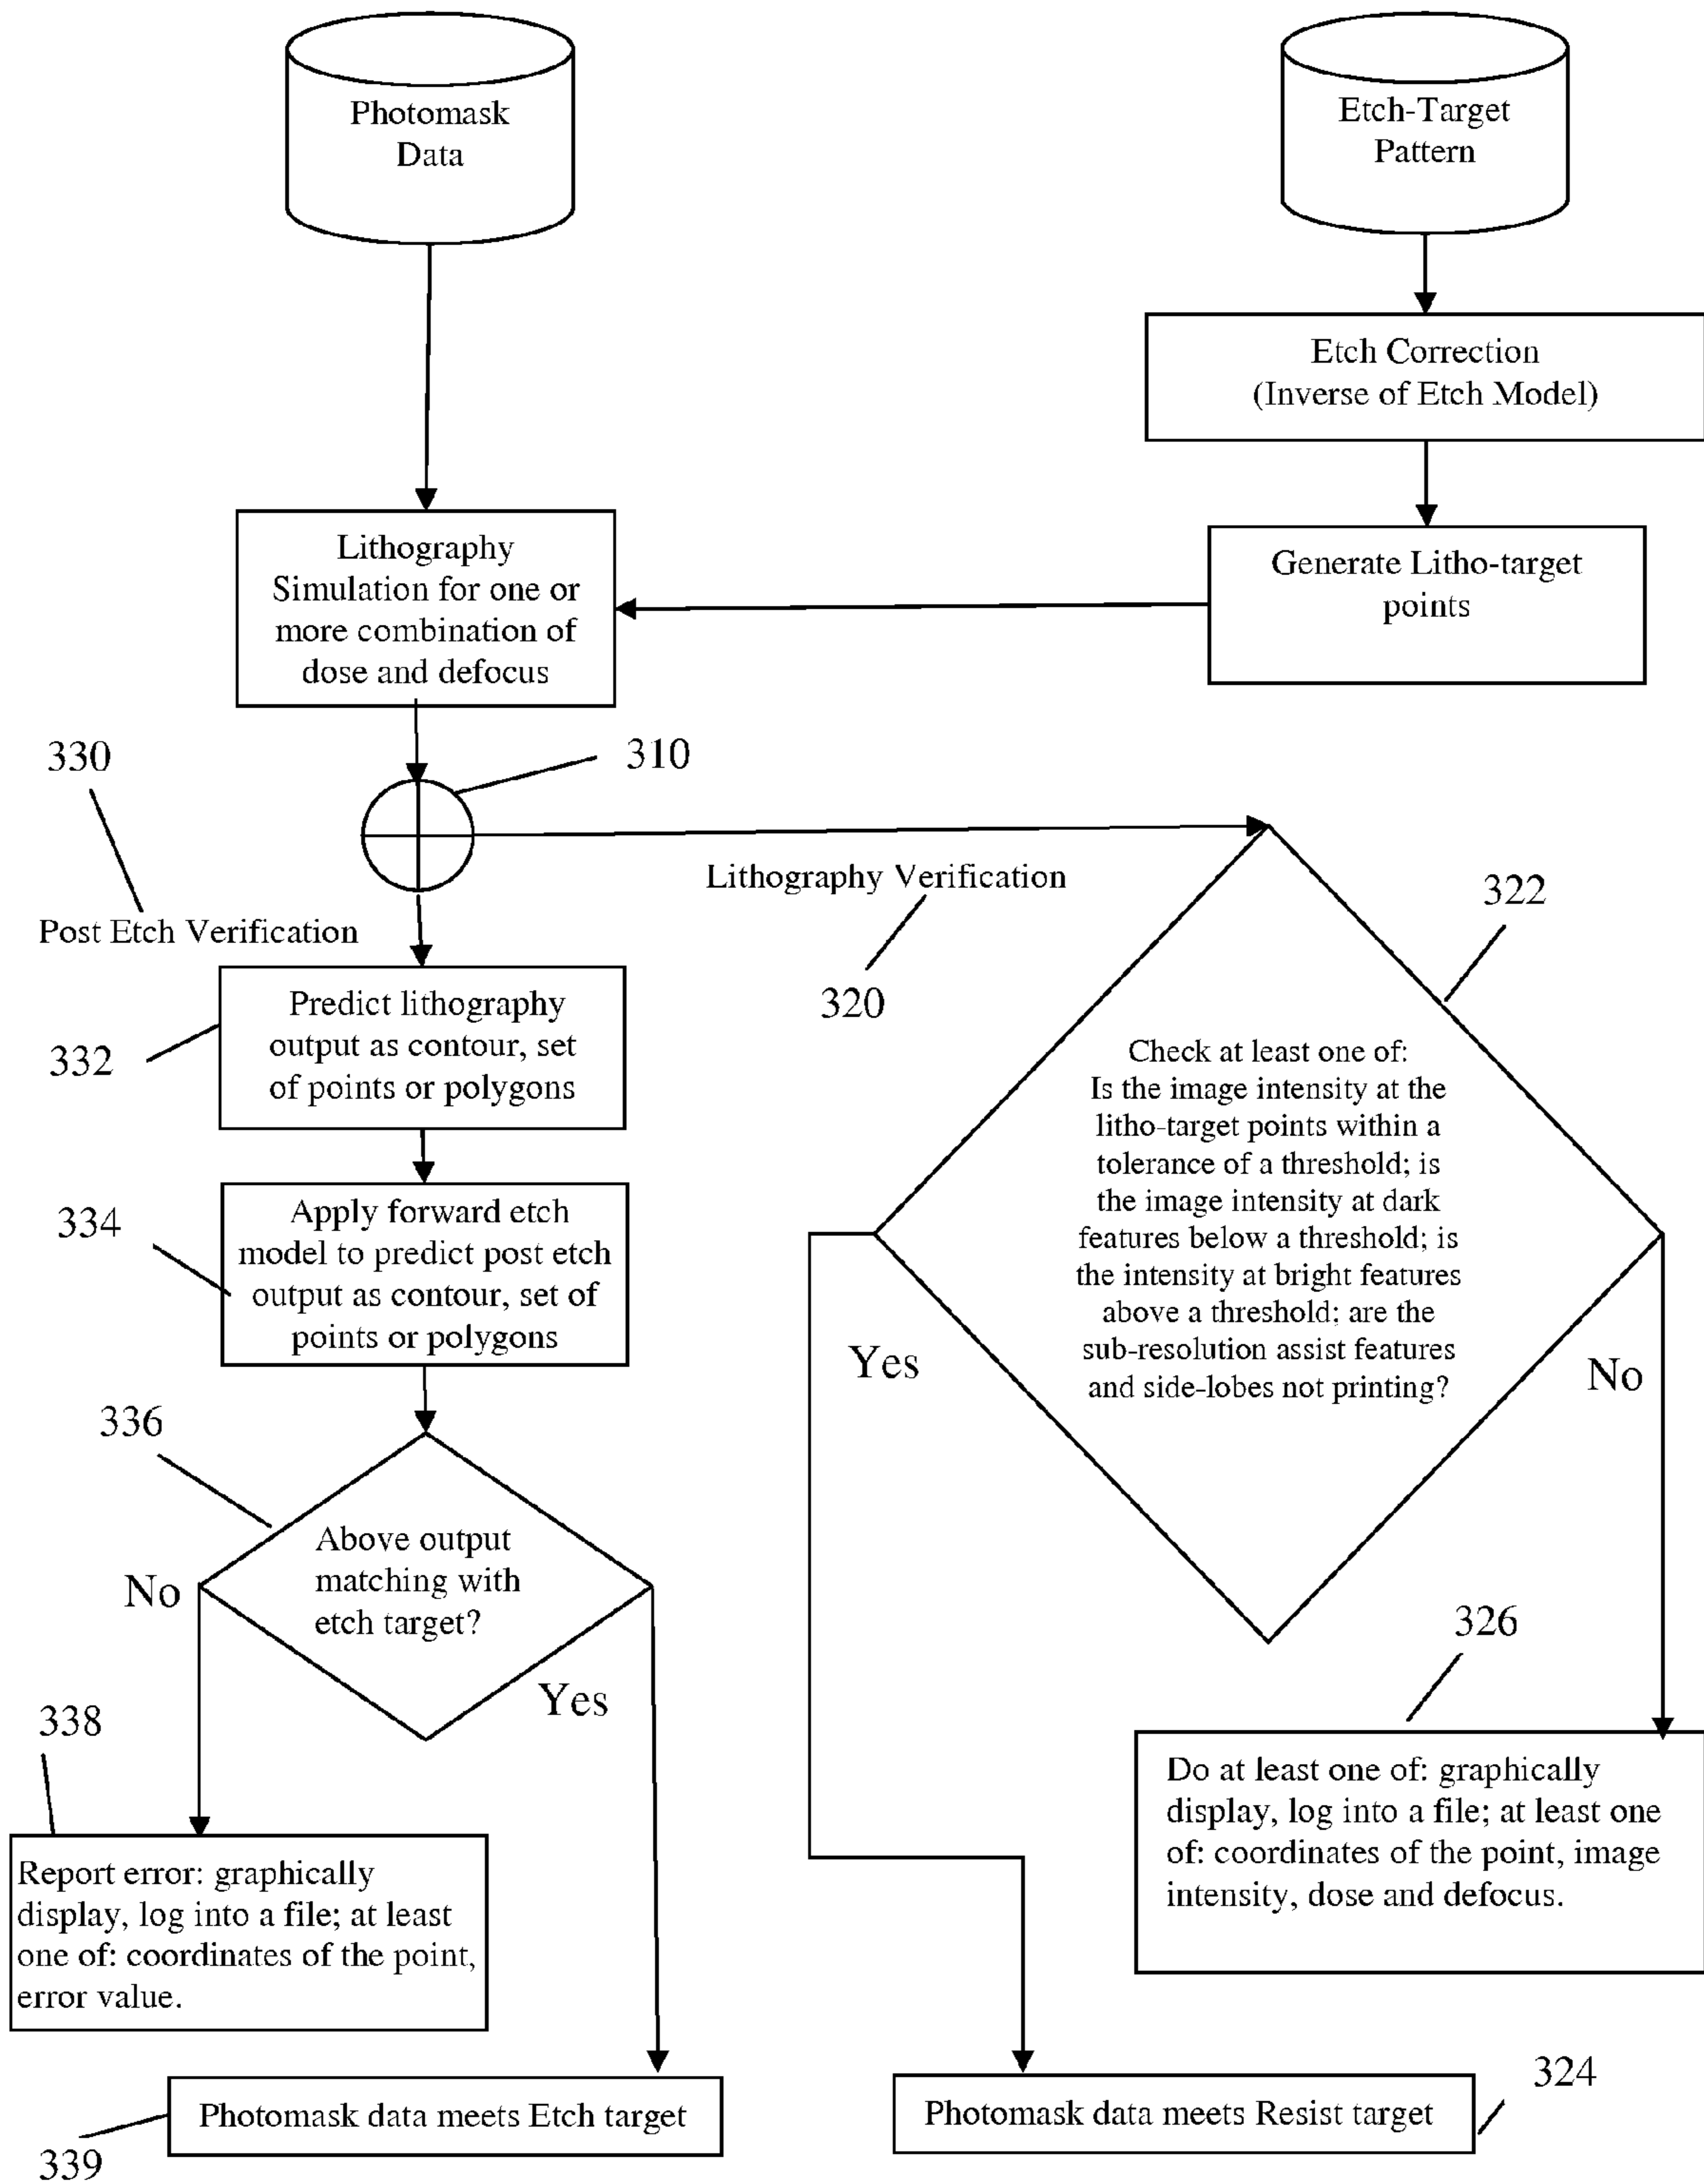 Photomask
Data
Etch-Target
Pattern
Etch Correction
(Inverse of Etch Model)
Lithography
Simulation for one or
more combination of
dose and defocus
Generate Litho-target
points
330
310
Lithography Verification
320
322
Post Etch Verification
332
Predict lithography
output as contour, set
of points or polygons
Check at least one of:
Is the image intensity at the
litho-target points within a
tolerance of a threshold; is
the image intensity at dark
features below a threshold; is
the intensity at bright features
above a threshold; are the
sub-resolution assist features
and side-lobes not printing?
334
Apply forward etch
model to predict post etch
output as contour, set of
points or polygons
Yes
No
336
Above output
matching with
etch target?
No
Yes
326
338
Report error: graphically
display, log into a file; at least
one of: coordinates of the point,
error value.
Do at least one of: graphically
display, log into a file; at least one
of: coordinates of the point, image
intensity, dose and defocus.
Photomask data meets Etch target
339
Photomask data meets Resist target
324